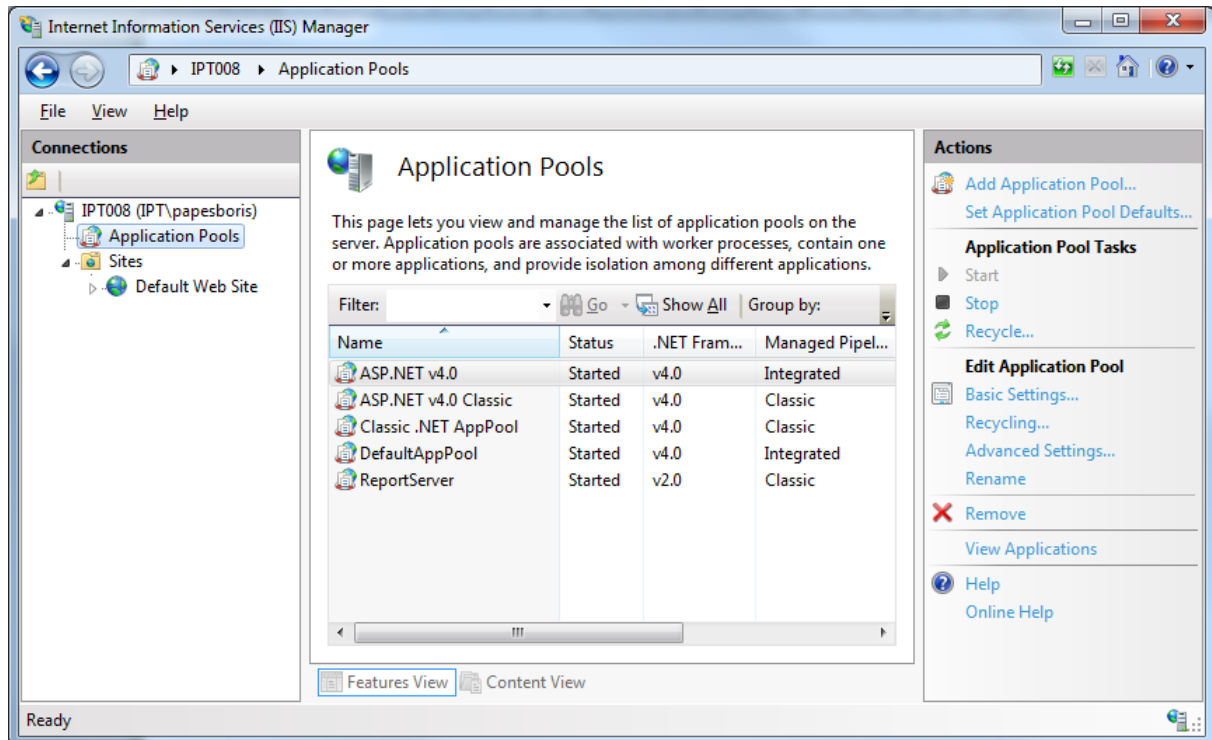 Internet Information Services (IIS) Manager
IPT008 Application Pools
File View Help
Connections
IPT008 (IPT\papesboris)
Application Pools
Sites
Default Web Site
Application Pools
This page lets you view and manage the list of application pools on the
server. Application pools are associated with worker processes, contain one
or more applications, and provide isolation among different applications.
Filter: Go Show All Group by:
Name Status .NET Fram... Managed Pipel...
ASP.NET v4.0 Started v4.0 Integrated
ASP.NET v4.0 Classic Started v4.0 Classic
Classic .NET AppPool Started v4.0 Classic
DefaultAppPool Started v4.0 Integrated
ReportServer Started v2.0 Classic
Features View Content View
Actions
Add Application Pool...
Set Application Pool Defaults...
Application Pool Tasks
Start
Stop
Recycle...
Edit Application Pool
Basic Settings...
Recycling...
Advanced Settings...
Rename
Remove
View Applications
Help
Online Help
Ready